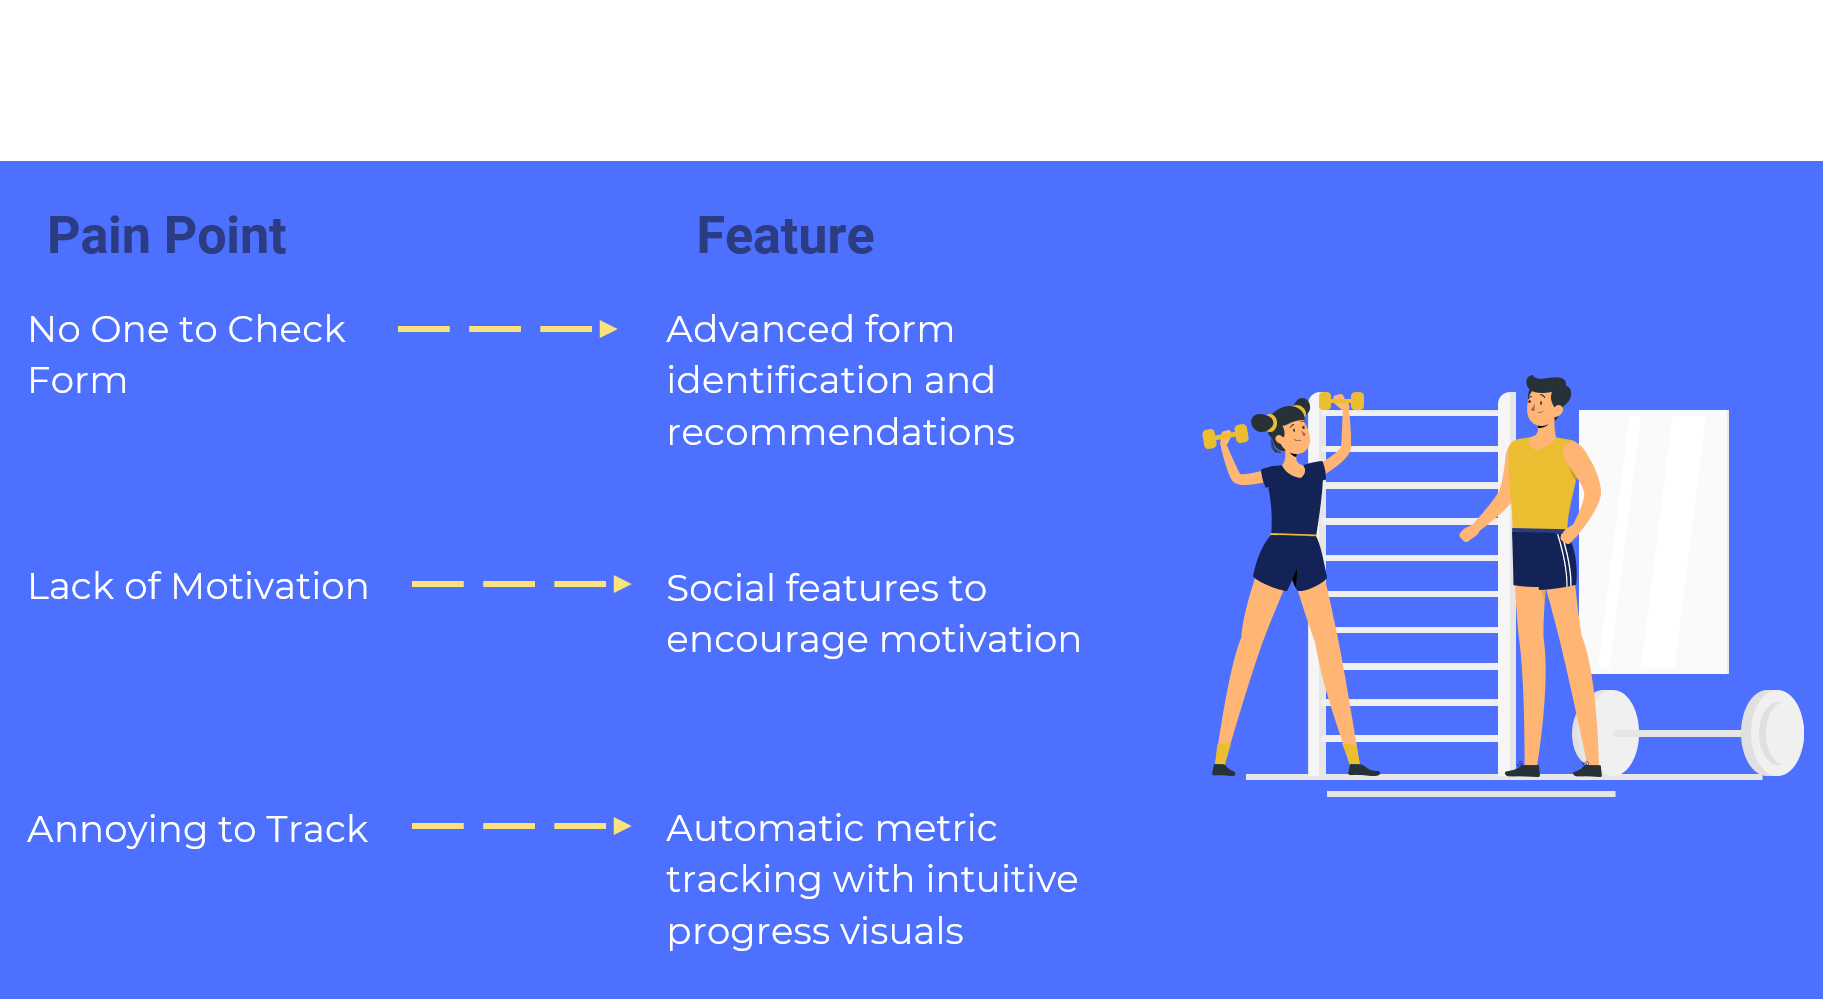 Pain Point
Feature
No One to Check
Form
Advanced form
identification and
recommendations
Lack of Motivation
Social features to
encourage motivation
Annoying to Track
Automatic metric
tracking with intuitive
progress visuals